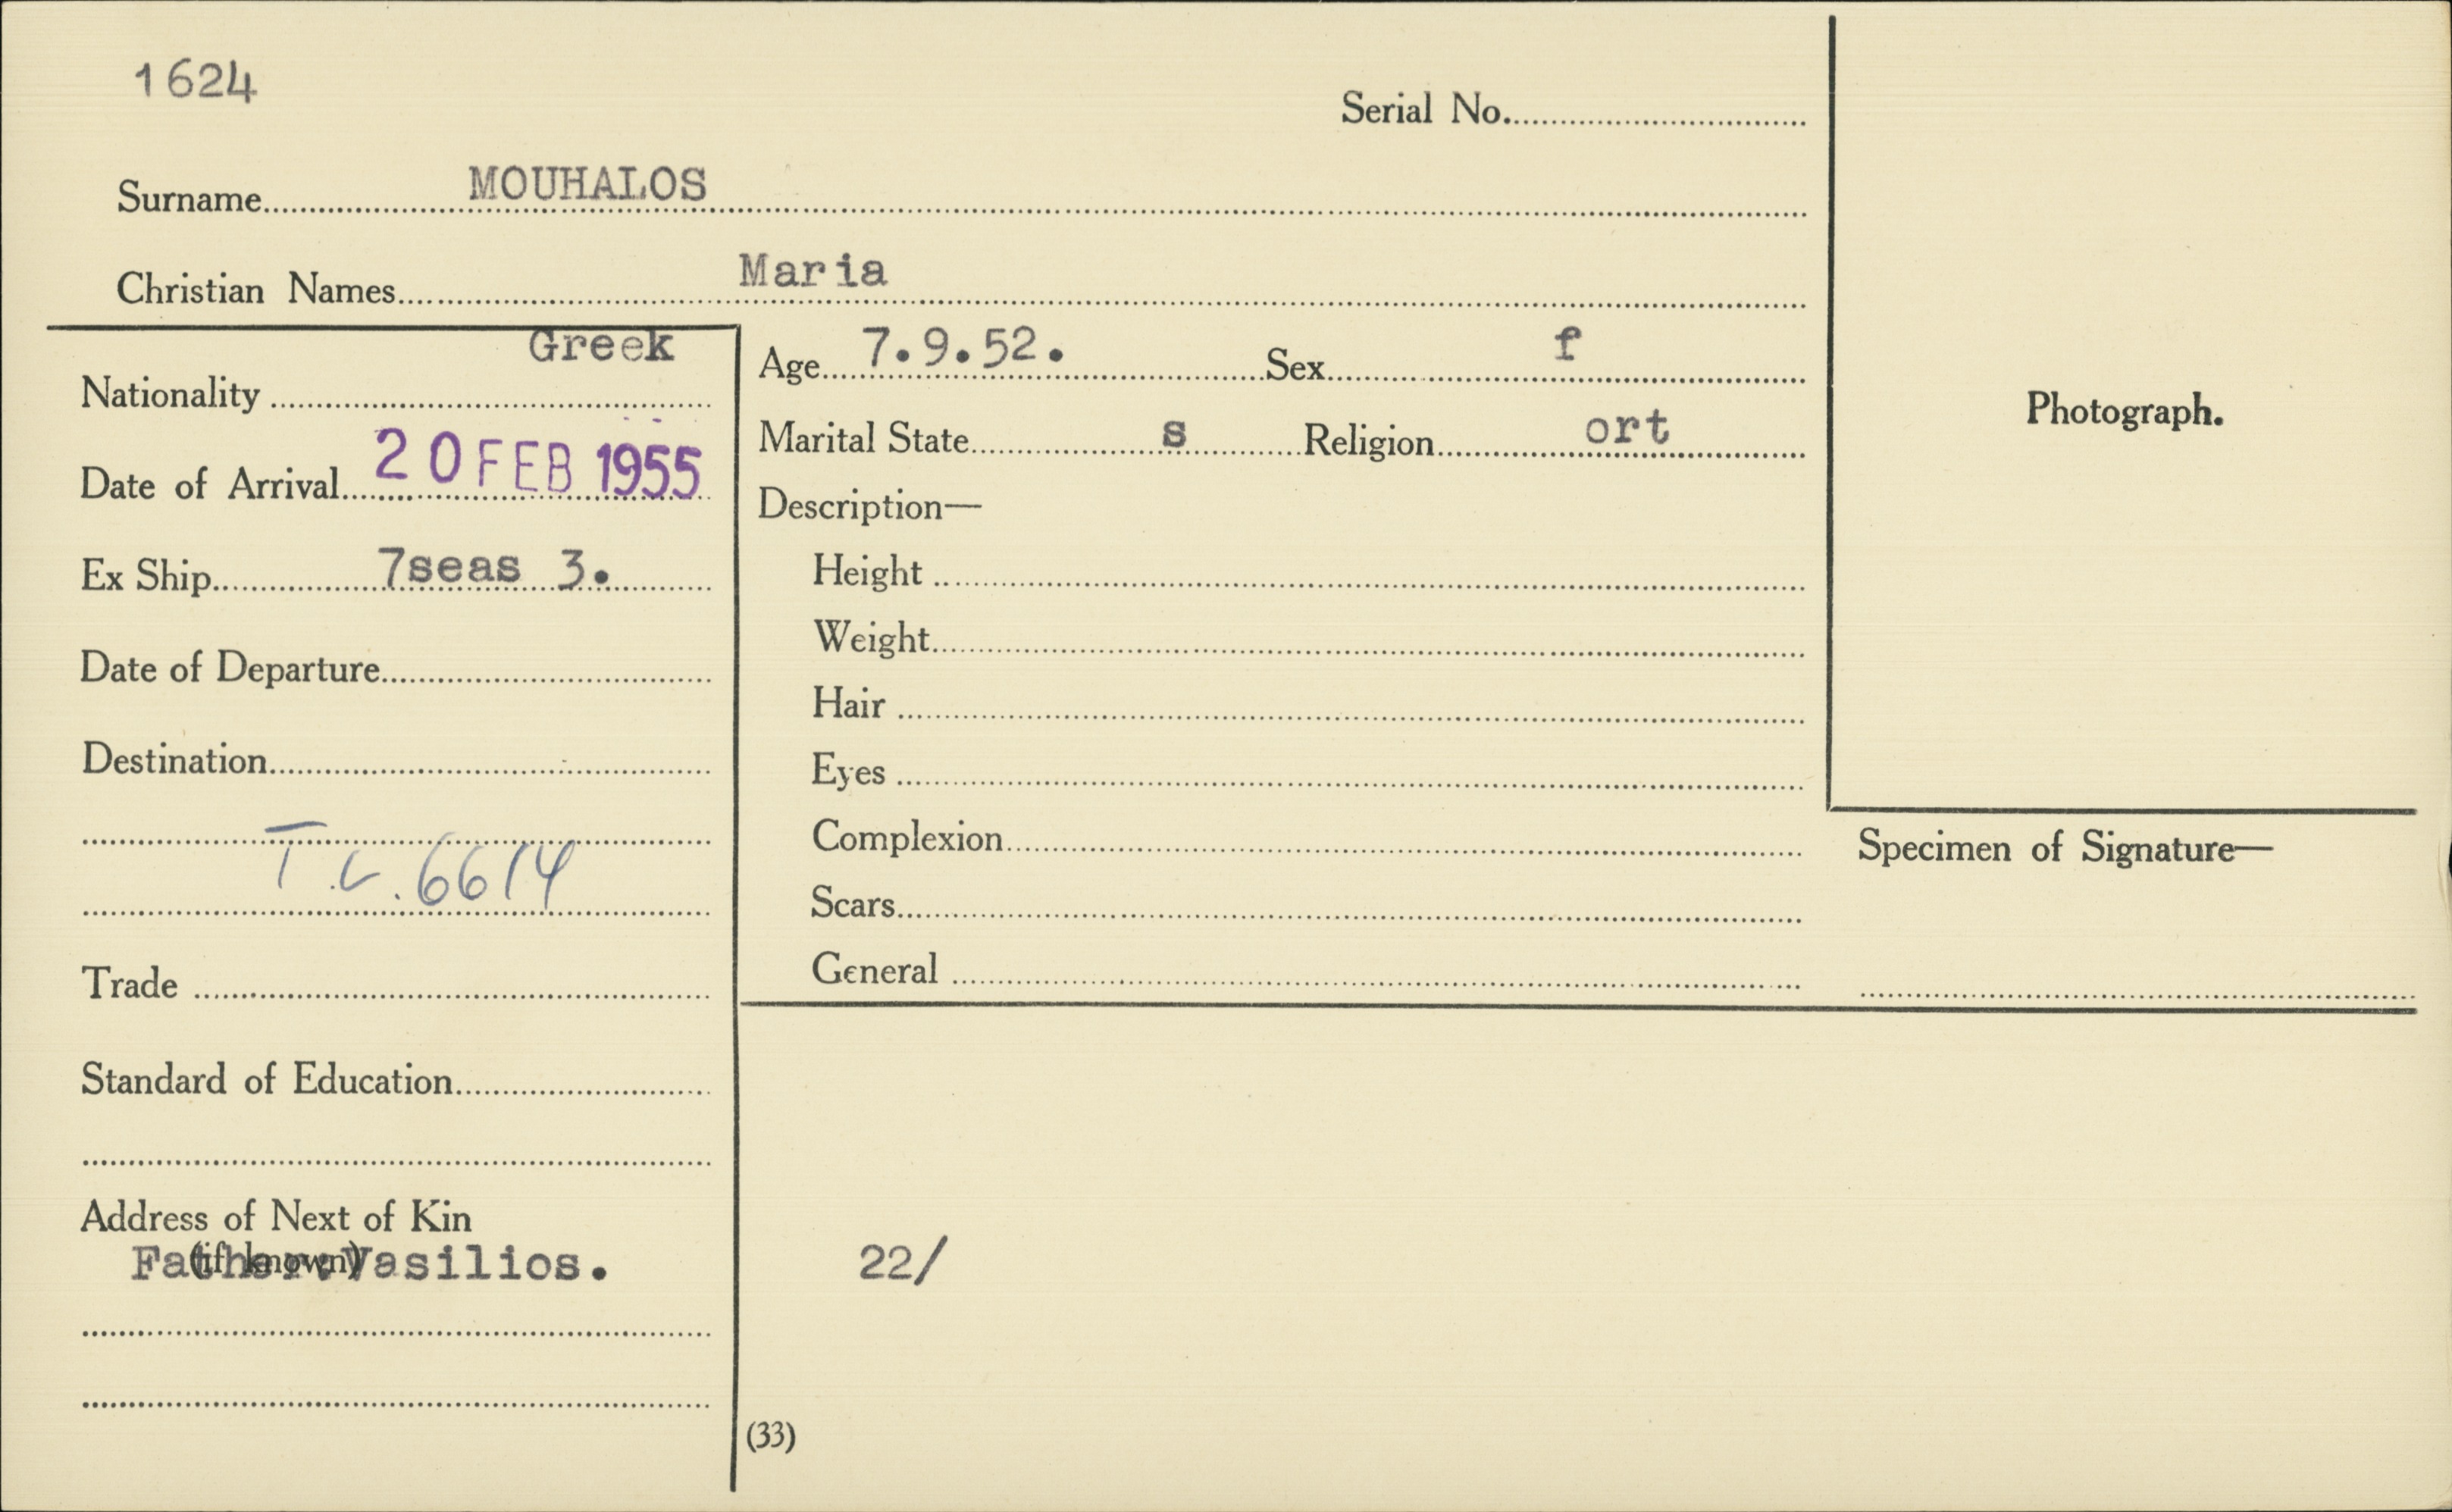 1624
Serial No.
Surname MOUHALOS
Christian Names Maria
Nationality Greek
Date of Arrival 20 FEB 1955
Ex Ship 7seas 3.
Date of Departure
Destination
T.V. 6614
Trade
Standard of Education
Address of Next of Kin
(if known)
Father:Vasilios.
Age 7.9.52. Sex f
Marital State s Religion ort
Description—
Height
Weight
Hair
Eyes
Complexion
Scars
General
Photograph.
Specimen of Signature—
22/
(33)